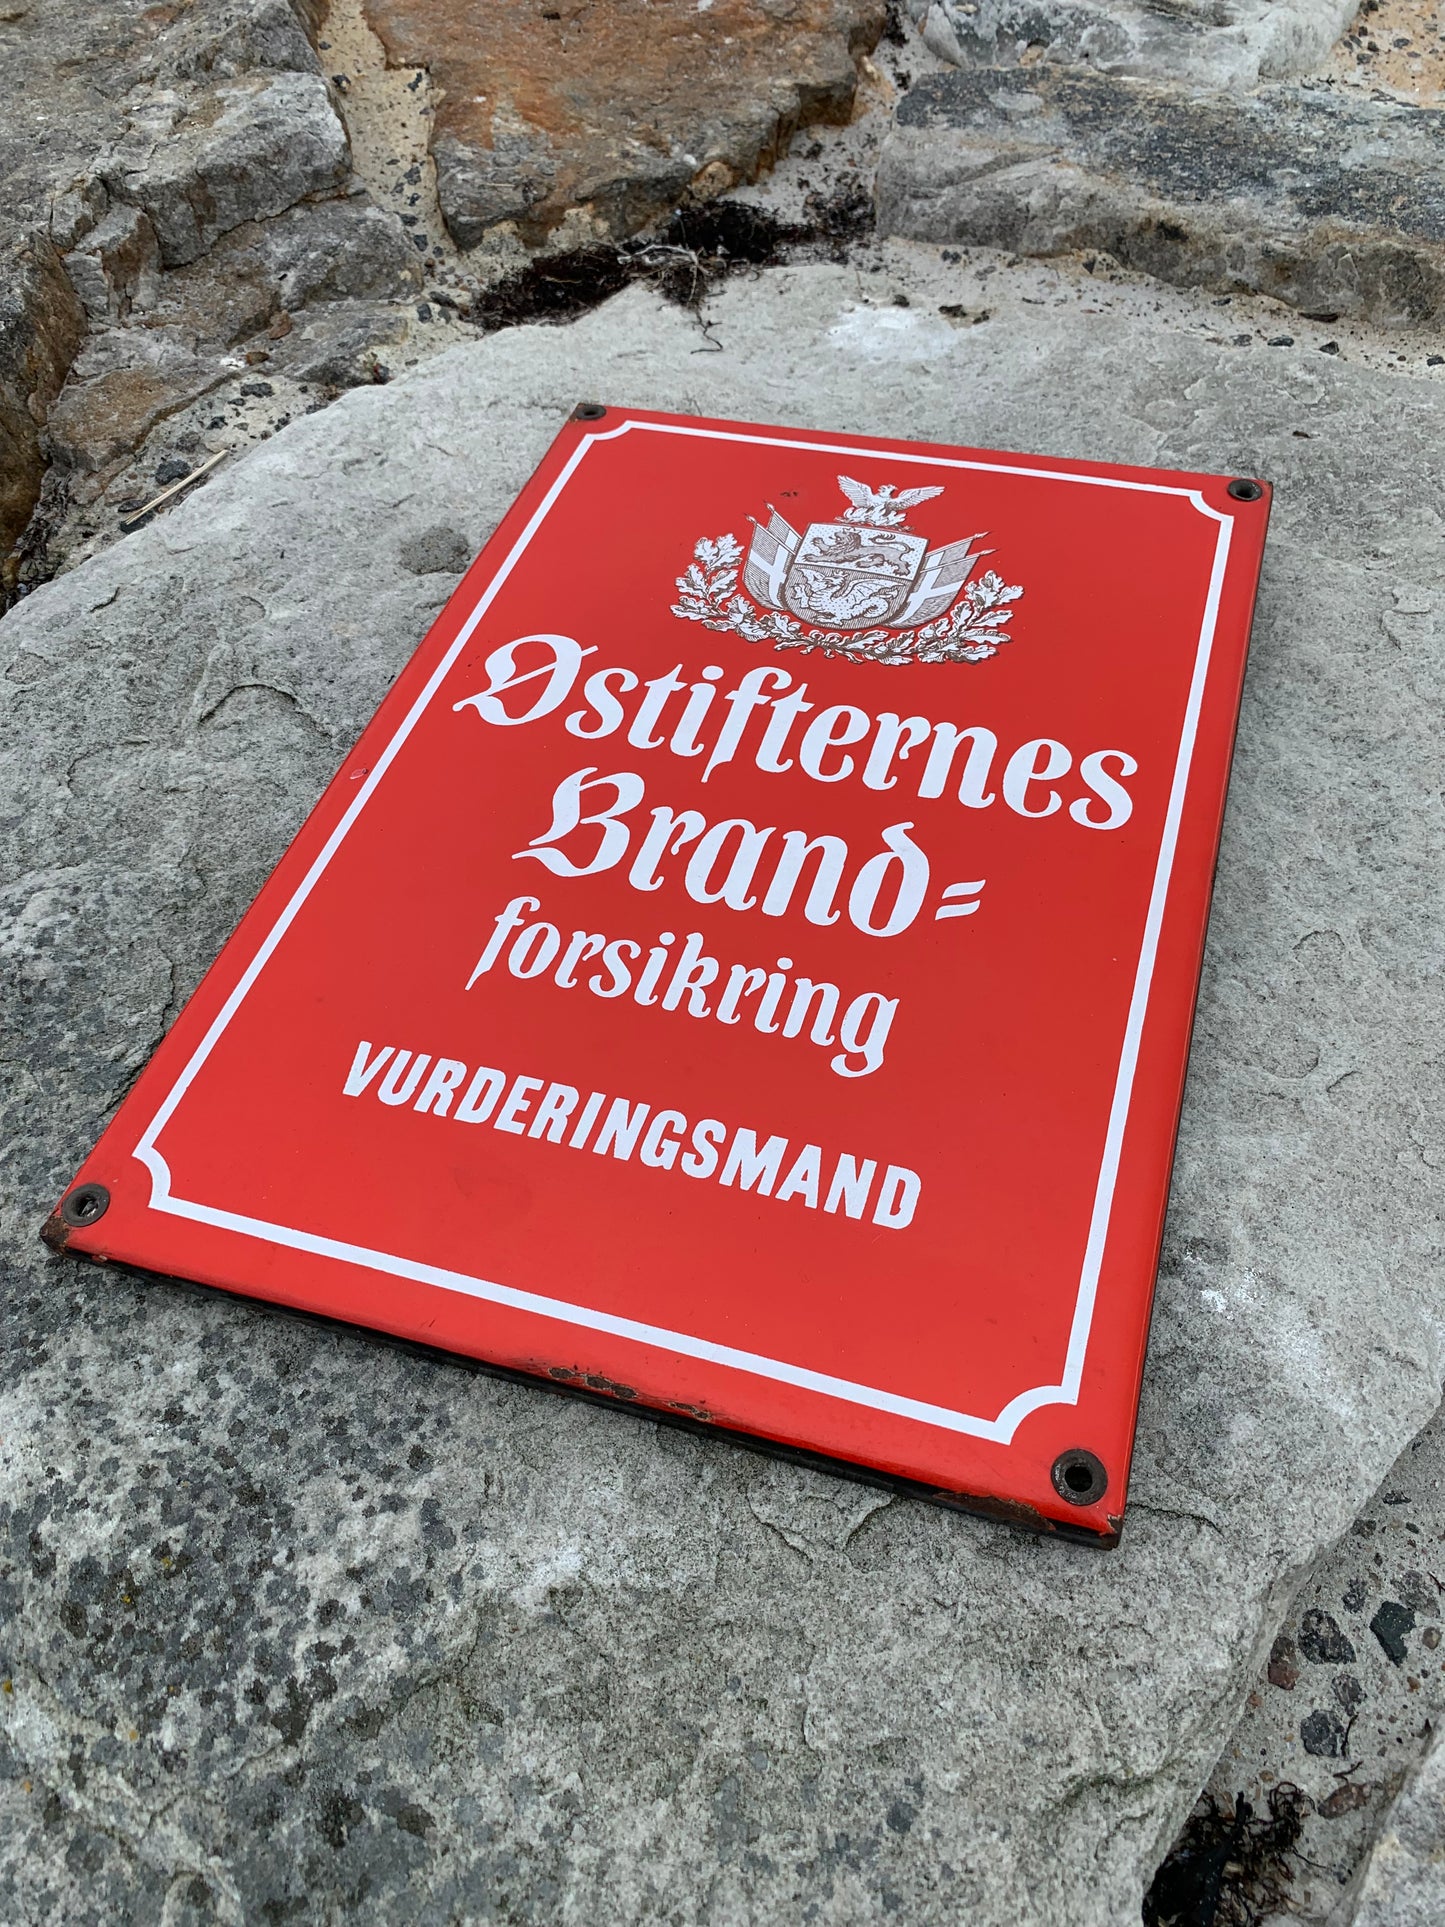 Østifternes
Brand=
forsikring
VURDERINGSMAND